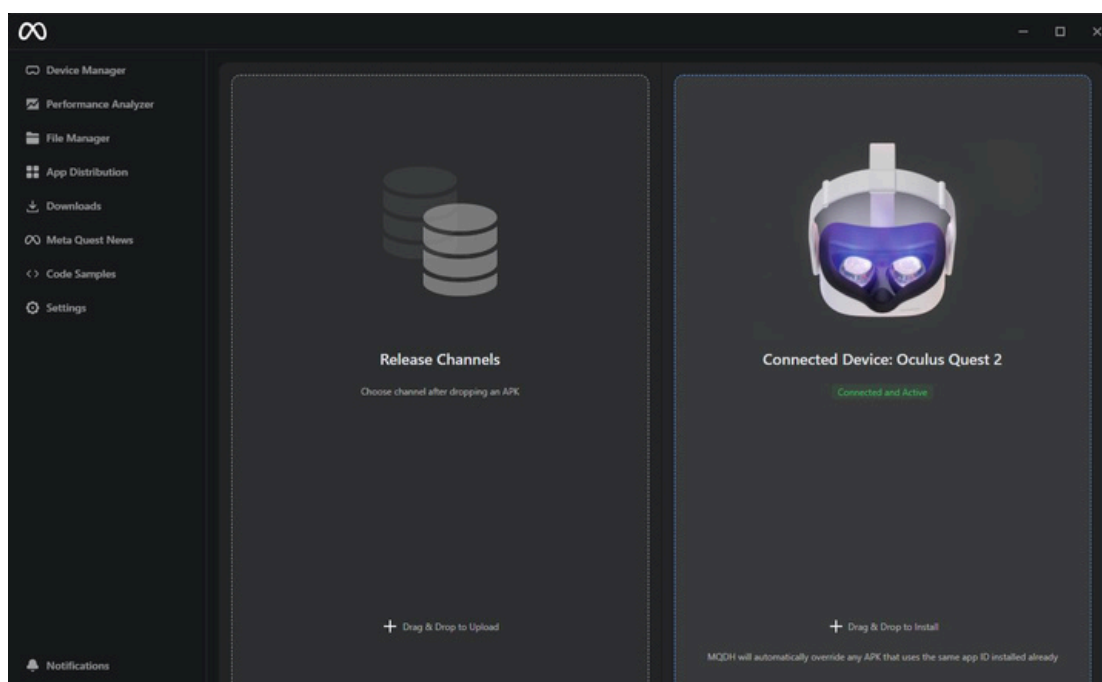 Device Manager
Performance Analyzer
File Manager
App Distribution
Downloads
Meta Quest News
Code Samples
Settings
Notifications
Release Channels
Choose channel after dropping an APK
Drag & Drop to Upload
Connected Device: Oculus Quest 2
Connected and Active
Drag & Drop to Install
MQDH will automatically override any APK that uses the same app ID installed already